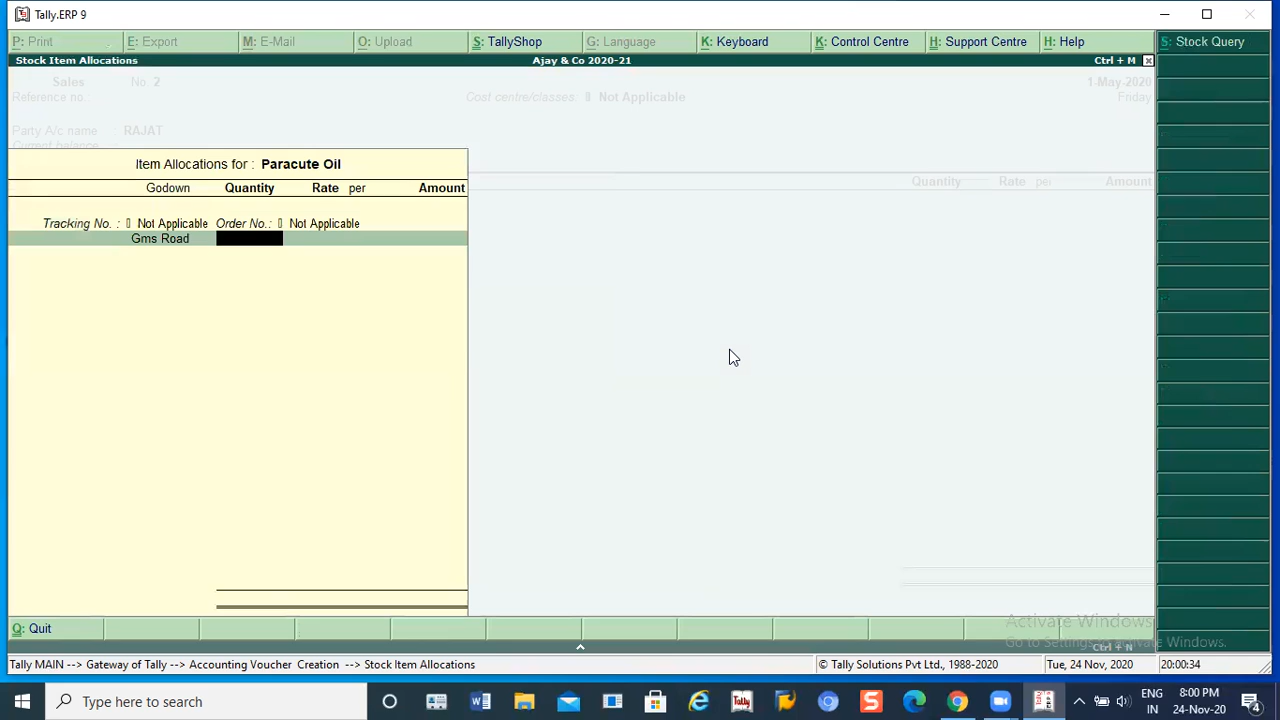 Tally.ERP 9
P: Print E: Export M: E-Mail O: Upload S: TallyShop G: Language K: Keyboard K: Control Centre H: Support Centre H: Help S: Stock Query
Stock Item Allocations Ajay & Co 2020-21 Ctrl + M
Sales No. 2 1-May-2020
Reference no.: Cost centre/classes: Not Applicable Friday
Party A/c name : RAJAT
Current balance :
Item Allocations for : Paracute Oil
Quantity Rate per Amount
Godown Quantity Rate per Amount
Tracking No. : Not Applicable Order No.: Not Applicable
Gms Road
Activate Windows
Q: Quit
Go to Settings to activate Windows.
Ctrl + N
Tally MAIN --> Gateway of Tally --> Accounting Voucher Creation --> Stock Item Allocations © Tally Solutions Pvt Ltd., 1988-2020 Tue, 24 Nov, 2020 20:00:34
Type here to search
ENG 8:00 PM
IN 24-Nov-20
4